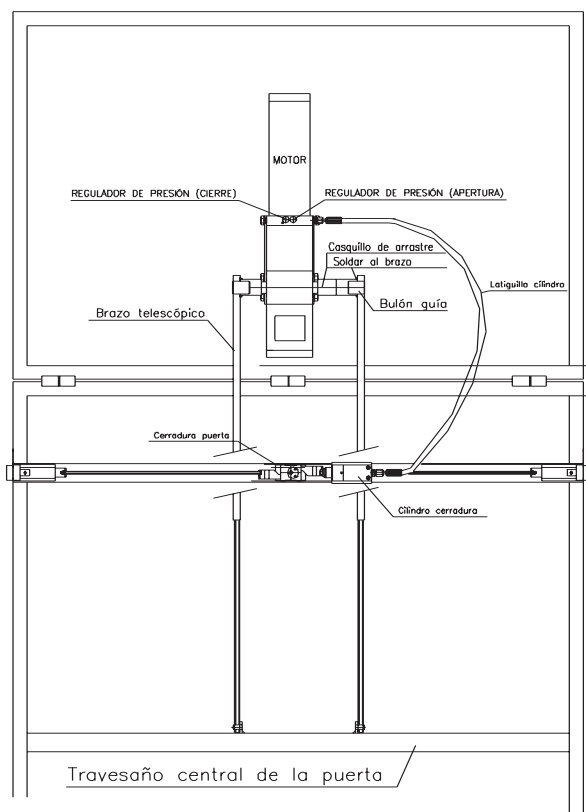 MOTOR
REGULADOR DE PRESIÓN (CIERRE)
REGULADOR DE PRESIÓN (APERTURA)
Casquillo de arrastre
Soldar al brazo
Latiguillo cilindro
Brazo telescópico
Bulón guía
Cerradura puerta
Cilindro cerradura
Travesaño central de la puerta